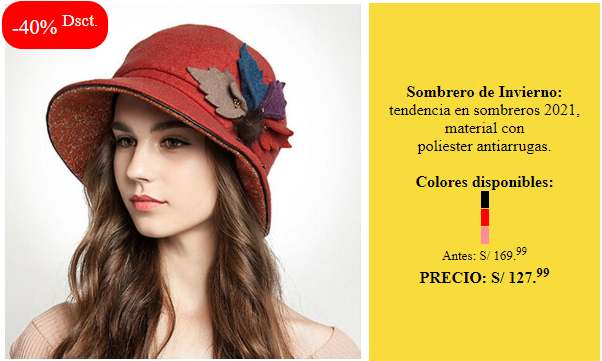 -40% Dsct.
Sombrero de Invierno:
tendencia en sombreros 2021,
material con
poliester antiarrugas.
Colores disponibles:
Antes: S/ 169.99
PRECIO: S/ 127.99